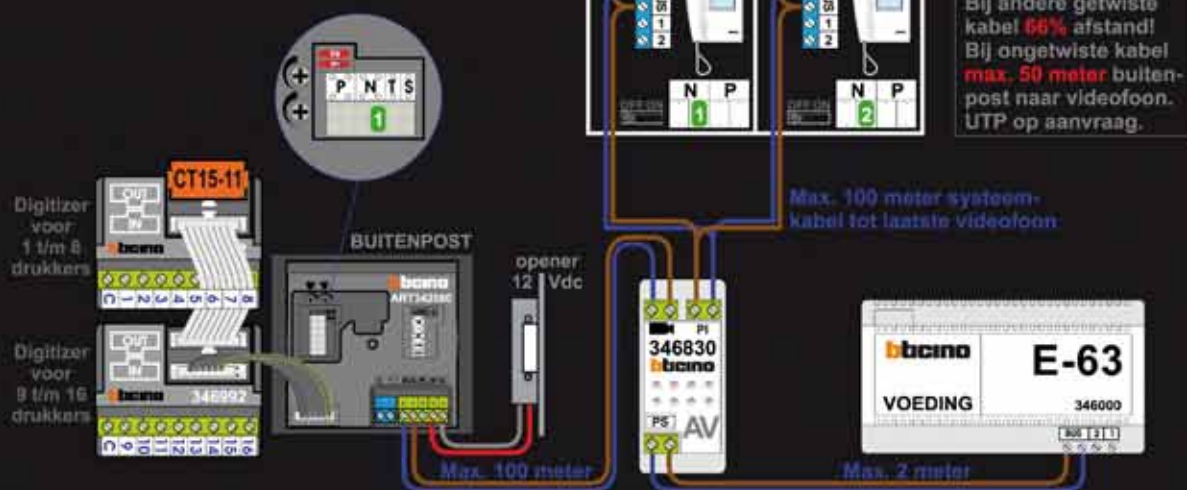 P N T S
1
1
2
N P
1
OFF ON
1
2
N P
2
OFF ON
Bij andere getwiste
kabel 66% afstand!
Bij ongetwiste kabel
max. 50 meter buiten-
post naar videofoon.
UTP op aanvraag.
Max. 100 meter systeem-
kabel tot laatste videofoon
Digitizer
voor
1 t/m 8
drukkers
OUT
IN
CT15-11
bticino
C 1 2 3 4 5 6 7 8
Digitizer
voor
9 t/m 16
drukkers
OUT
IN
bticino
346992
C 9 10 11 12 13 14 15 16
BUITENPOST
bticino
opener
12 Vdc
Max. 100 meter
PI
346830
bticino
PS
AV
bticino
VOEDING
E-63
346000
BUS 2 1
Max. 2 meter